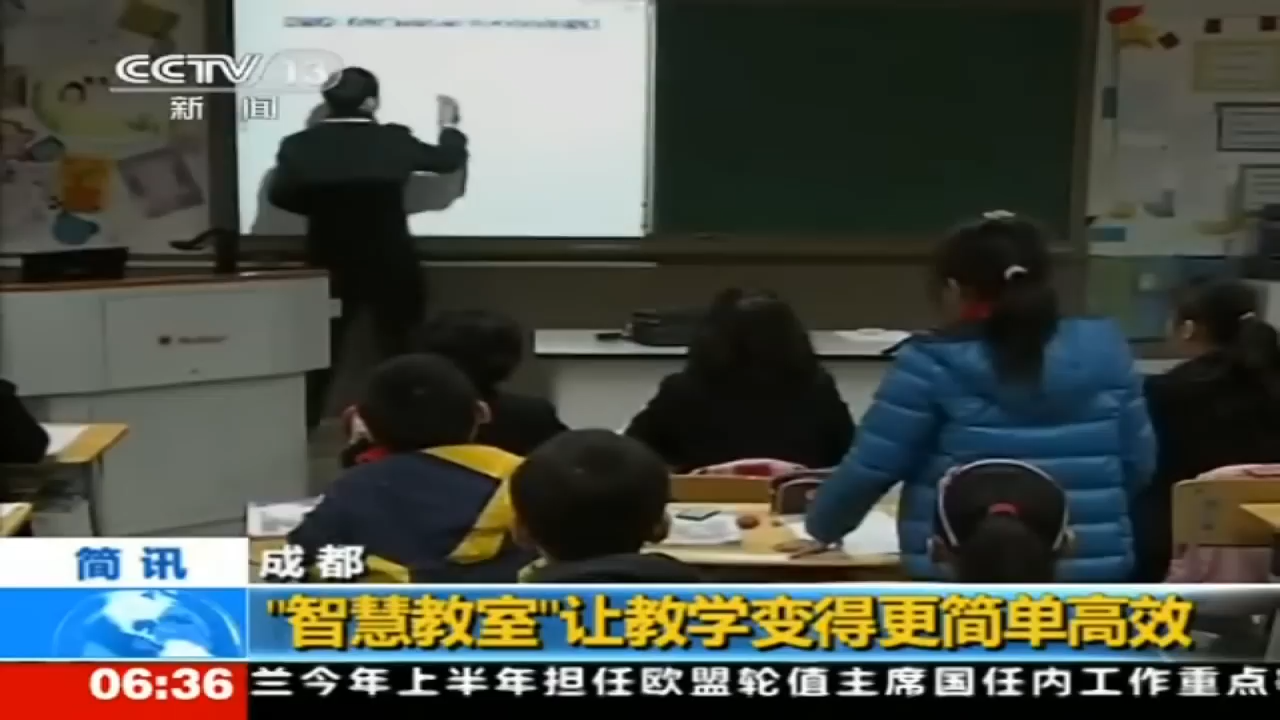 CCTV 13
新闻
简讯
成都
"智慧教室"让教学变得更简单高效
06:36
兰今年上半年担任欧盟轮值主席国任内工作重点